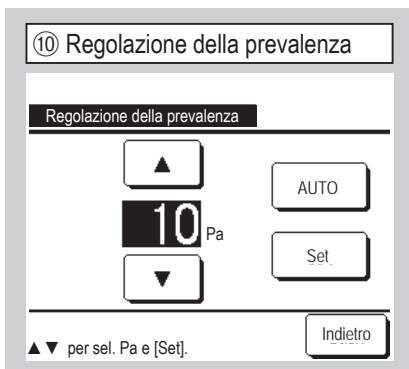 ⑩ Regolazione della prevalenza
Regolazione della prevalenza
▲
AUTO
10 Pa
Set
▼
Indietro
▲▼ per sel. Pa e [Set].